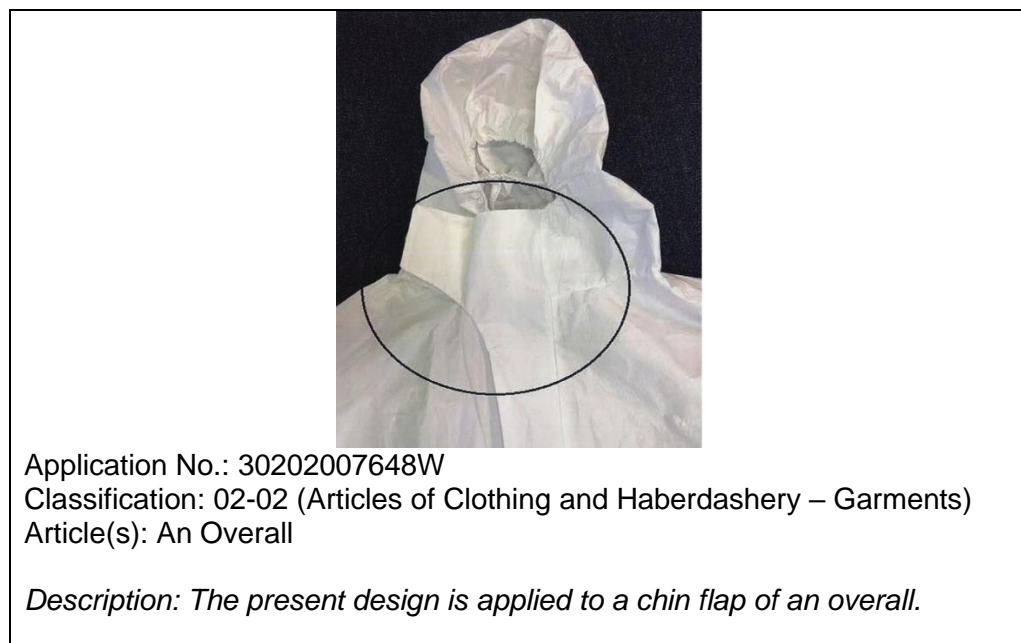 Application No.: 30202007648W
Classification: 02-02 (Articles of Clothing and Haberdashery – Garments)
Article(s): An Overall
Description: The present design is applied to a chin flap of an overall.